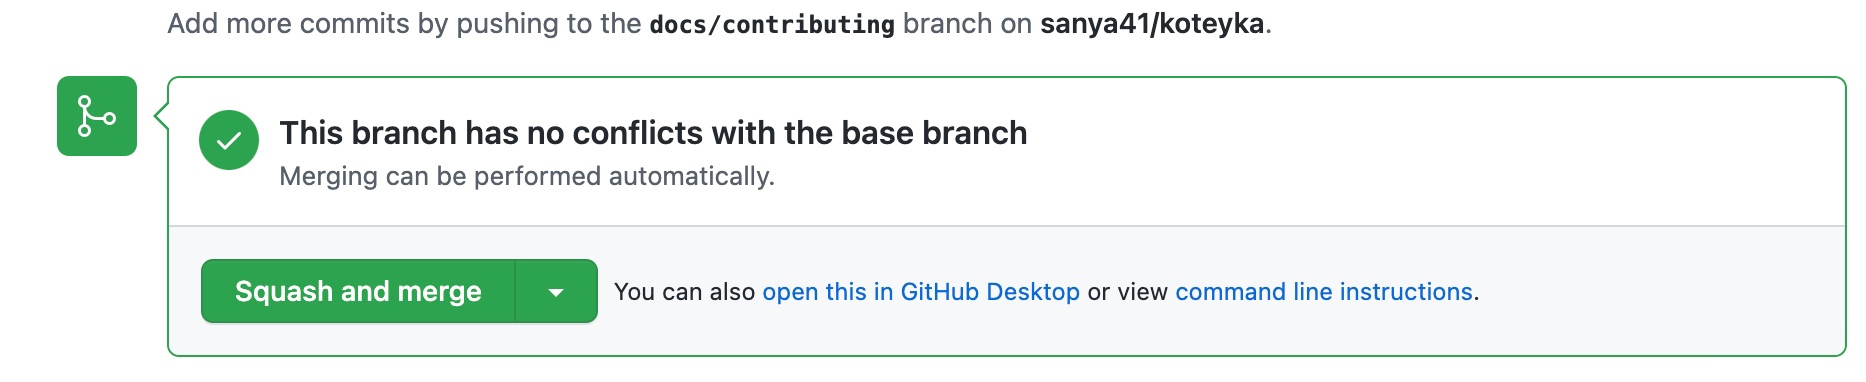 Add more commits by pushing to the docs/contributing branch on sanya41/koteyka.
This branch has no conflicts with the base branch
Merging can be performed automatically.
Squash and merge
You can also open this in GitHub Desktop or view command line instructions.